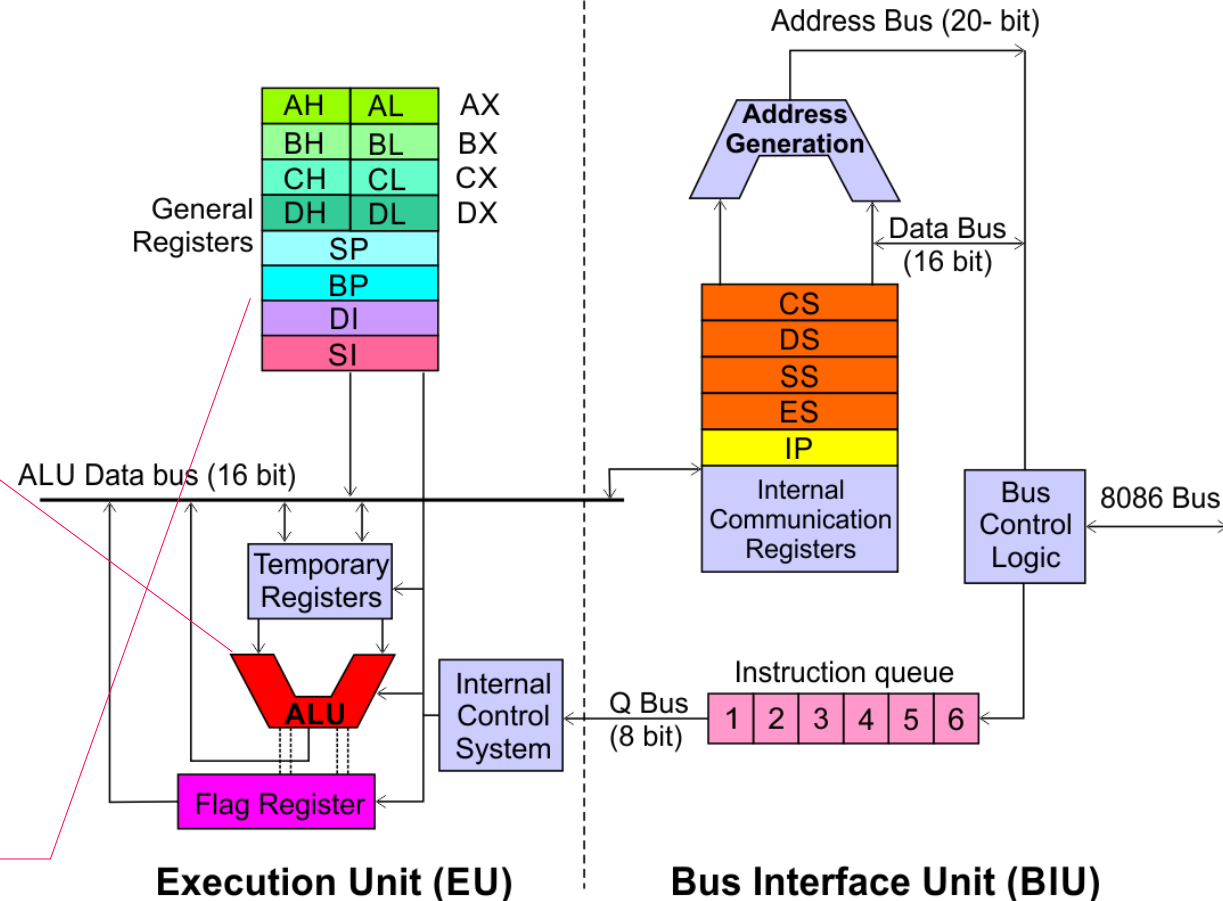 Address Bus (20- bit)
Address
Generation
AH AL AX
BH BL BX
CH CL CX
DH DL DX
General
Registers
SP
BP
DI
SI
Data Bus
(16 bit)
CS
DS
SS
ES
IP
Internal
Communication
Registers
ALU Data bus (16 bit)
Bus
Control
Logic
8086 Bus
Temporary
Registers
ALU
Internal
Control
System
Q Bus
(8 bit)
Instruction queue
1 2 3 4 5 6
Flag Register
Execution Unit (EU)
Bus Interface Unit (BIU)